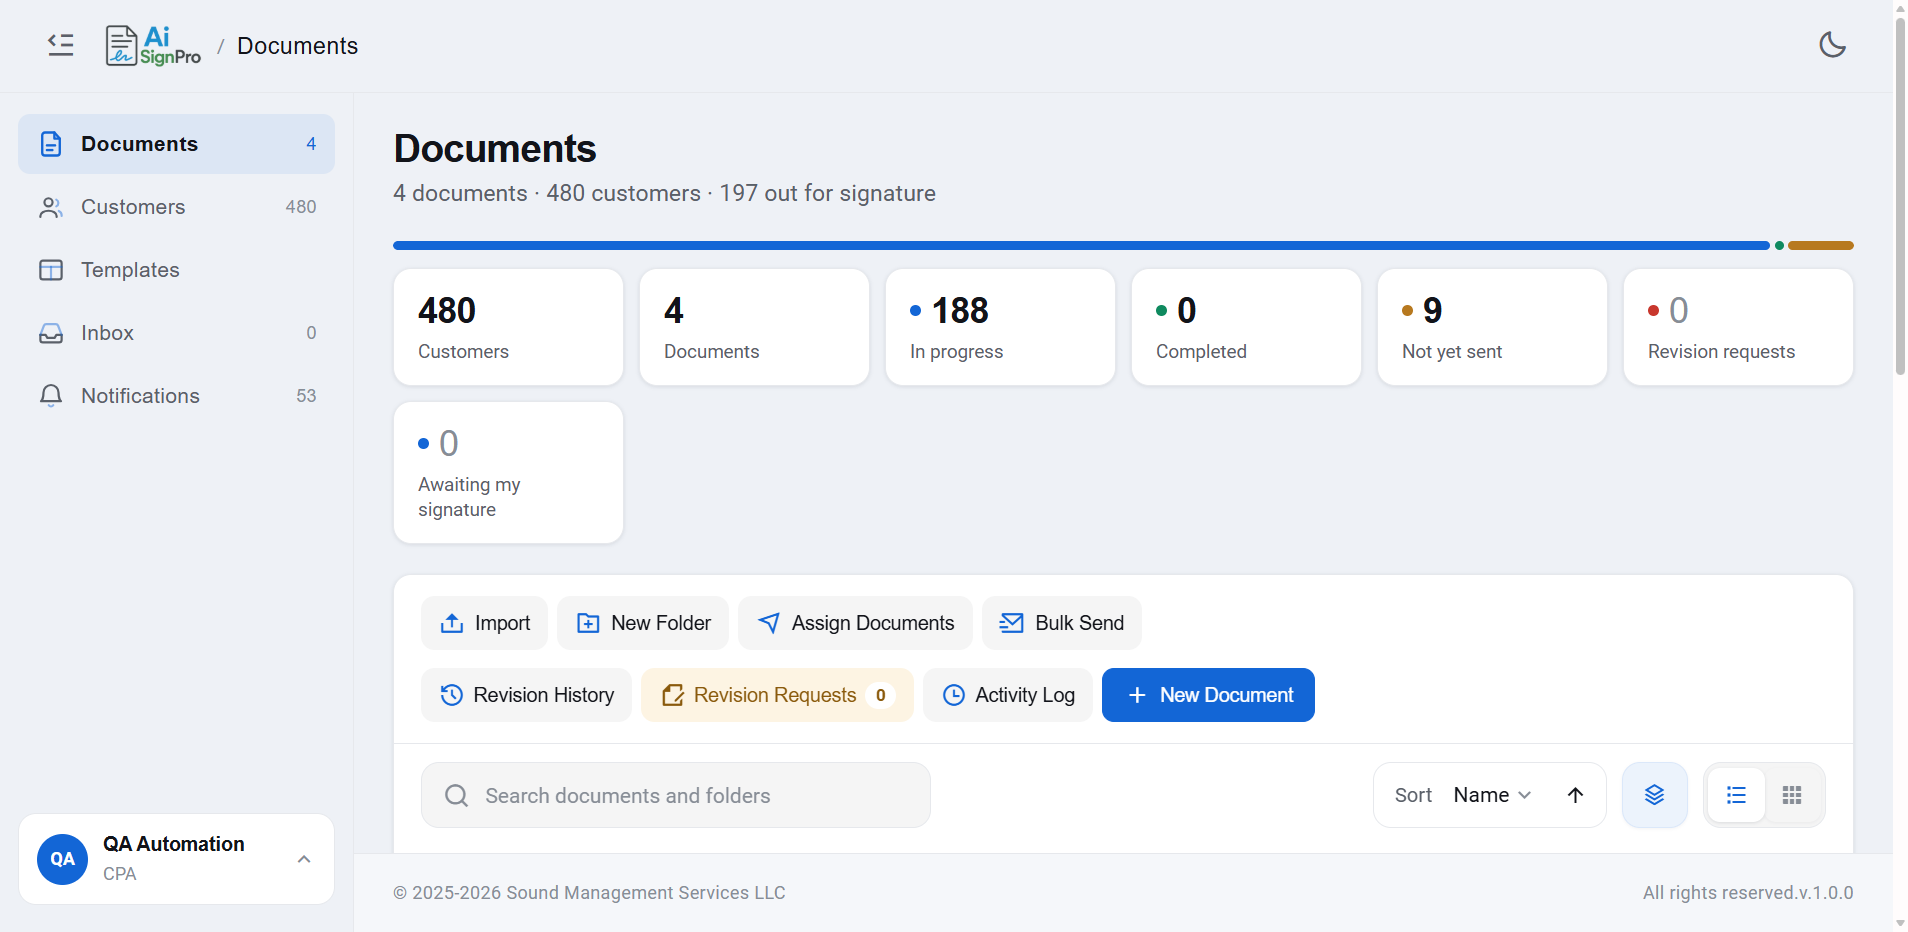 Ai
SignPro
/ Documents
Documents 4
Customers 480
Templates
Inbox 0
Notifications 53
QA
QA Automation
CPA
Documents
4 documents · 480 customers · 197 out for signature
480
Customers
4
Documents
188
In progress
0
Completed
9
Not yet sent
0
Revision requests
0
Awaiting my
signature
Import
New Folder
Assign Documents
Bulk Send
Revision History
Revision Requests 0
Activity Log
+ New Document
Search documents and folders
Sort Name
© 2025-2026 Sound Management Services LLC
All rights reserved.v.1.0.0